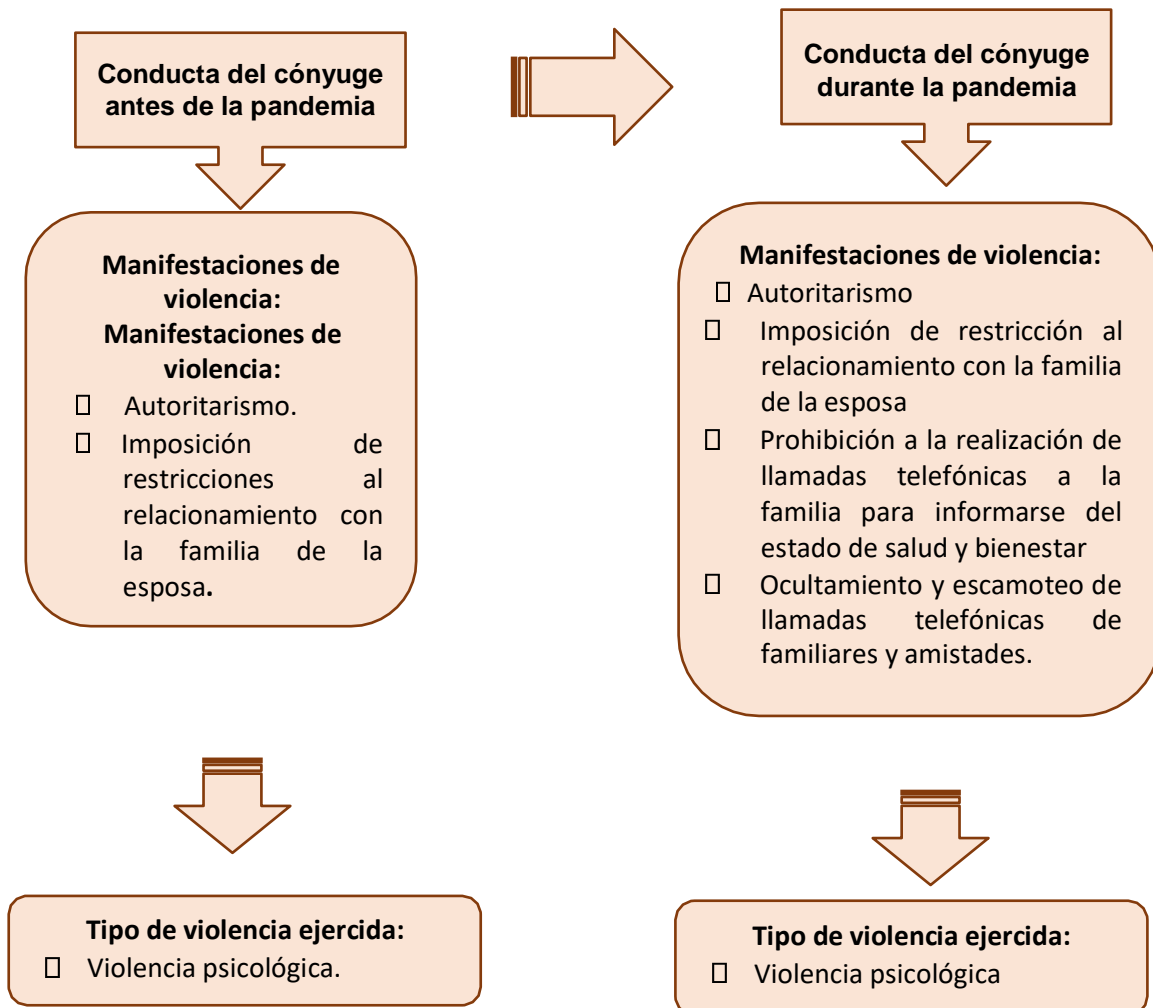 Conducta del cónyuge
antes de la pandemia
Manifestaciones de
violencia:
Manifestaciones de
violencia:
Autoritarismo.
Imposición de
restricciones al
relacionamiento con
la familia de la
esposa.
Tipo de violencia ejercida:
Violencia psicológica.
Conducta del cónyuge
durante la pandemia
Manifestaciones de violencia:
Autoritarismo
Imposición de restricción al
relacionamiento con la familia
de la esposa
Prohibición a la realización de
llamadas telefónicas a la
familia para informarse del
estado de salud y bienestar
Ocultamiento y escamoteo de
llamadas telefónicas de
familiares y amistades.
Tipo de violencia ejercida:
Violencia psicológica